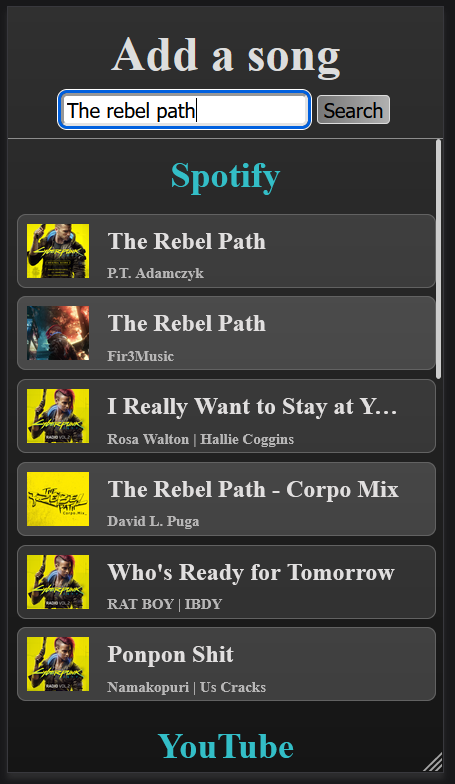 Add a song
The rebel path
Search
Spotify
The Rebel Path
P.T. Adamczyk
The Rebel Path
Fir3Music
I Really Want to Stay at Y...
Rosa Walton | Hallie Coggins
The Rebel Path - Corpo Mix
David L. Puga
Who's Ready for Tomorrow
RAT BOY | IBDY
Ponpon Shit
Namakopuri | Us Cracks
YouTube